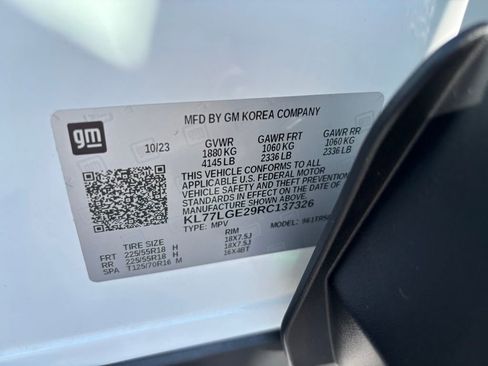 MFD BY GM KOREA COMPANY
gm
10/23 GVWR GAWR FRT GAWR RR
1880 KG 1060 KG 1060 KG
4145 LB 2336 LB 2336 LB
THIS VEHICLE CONFORMS TO ALL
APPLICABLE U.S. FEDERAL MOTOR
VEHICLE SAFETY AND THEFT PREVENTION
STANDARDS IN EFFECT ON THE DATE OF
KL77LGE29RC137326
TYPE: MPV MODEL:
TIRE SIZE RIM
FRT 225/55R18 H 18X7.5J
RR 225/55R18 H 18X7.5J
SPA T125/70R16 M 16X4BT